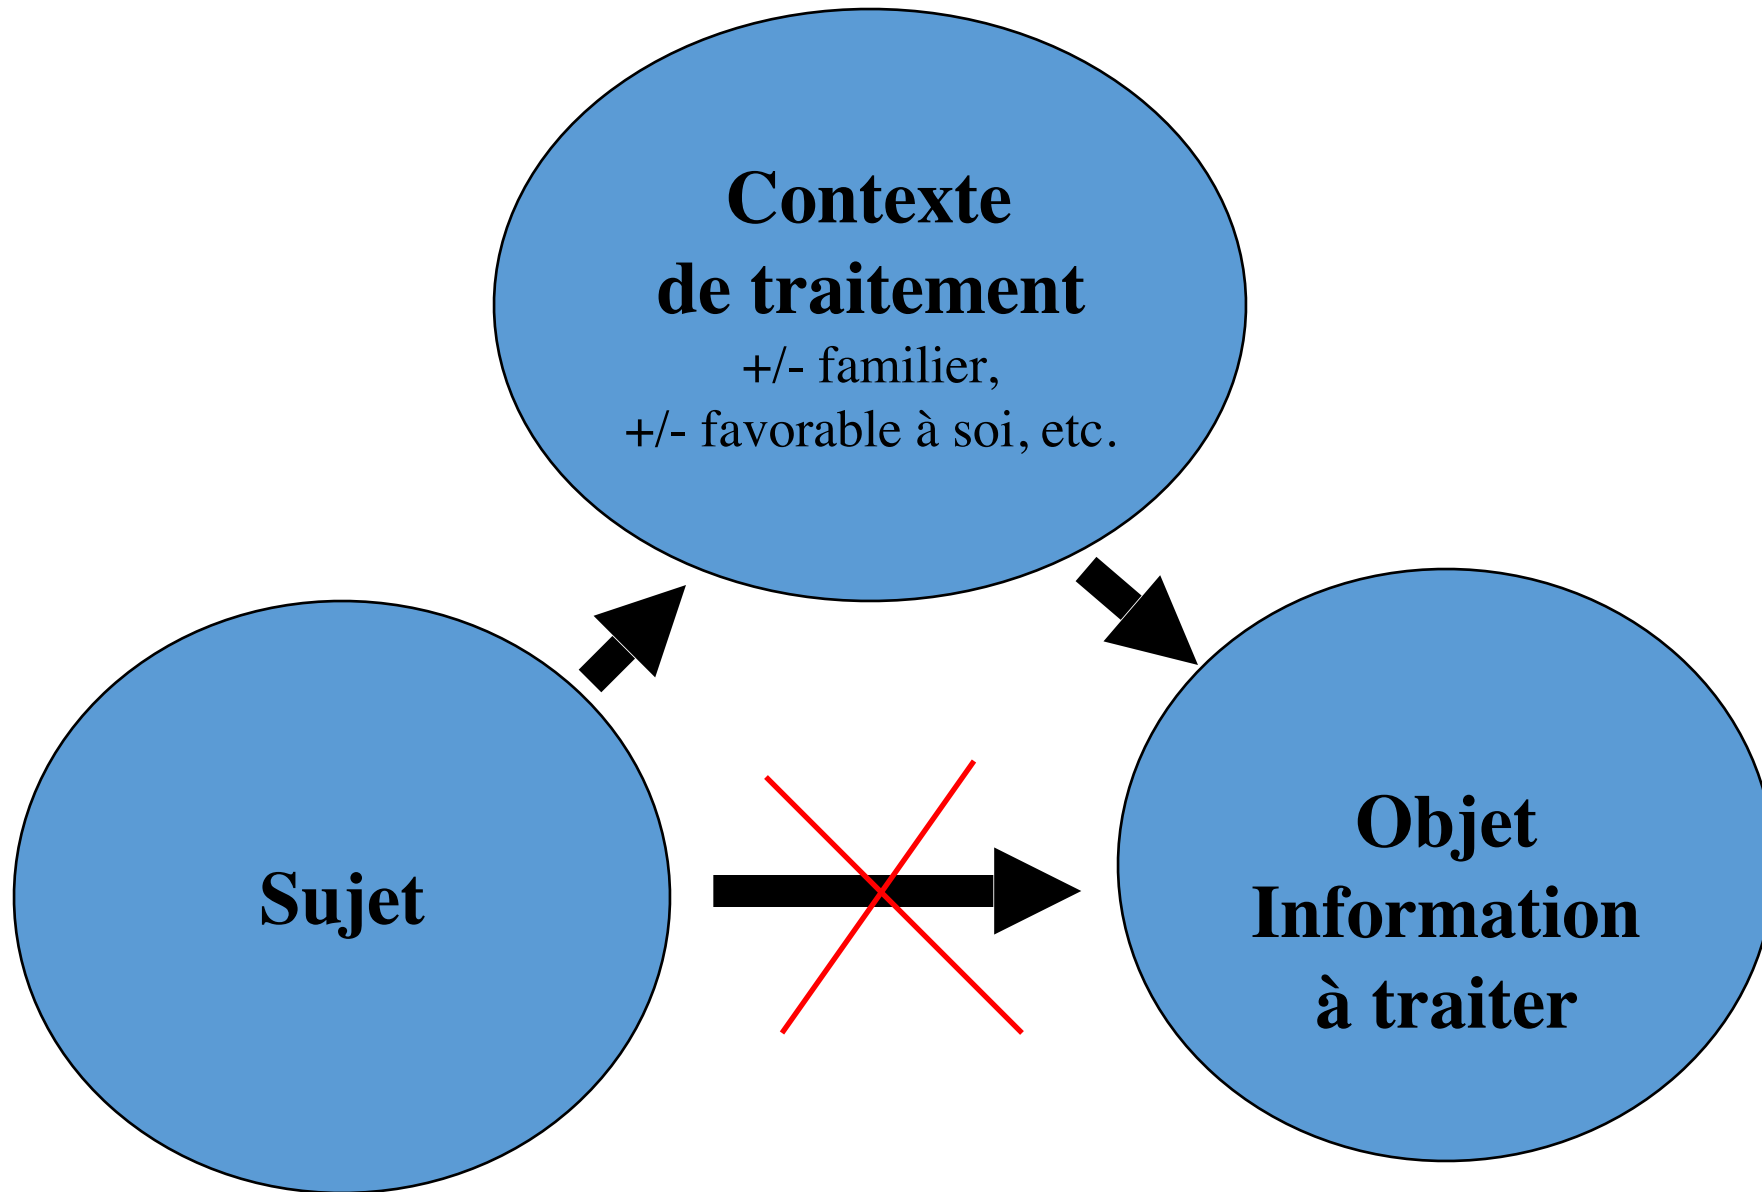 Contexte
de traitement
+/- familier,
+/- favorable à soi, etc.
Sujet
Objet
Information
à traiter